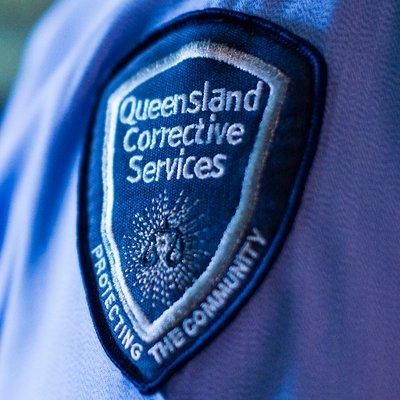 Queensland
Corrective
Services
PROTECTING THE COMMUNITY